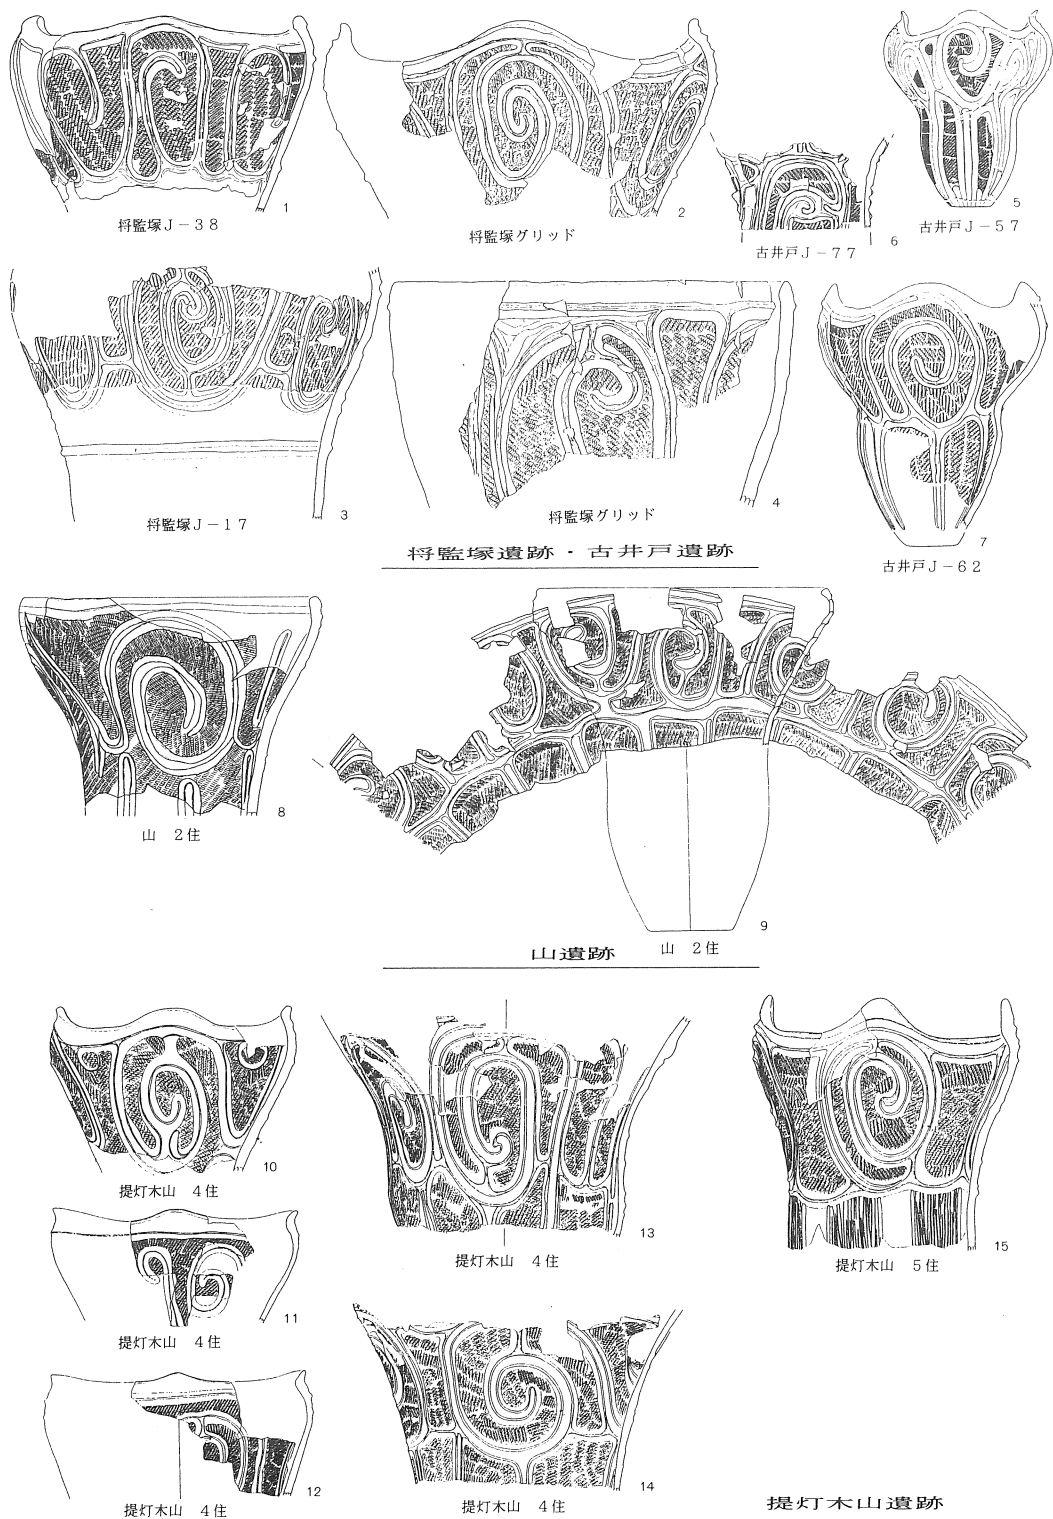 1
将監塚J－38
2
将監塚グリッド
5
古井戸J－57
6
古井戸J－77
3
将監塚J－17
4
将監塚グリッド
7
古井戸J－62
将監塚遺跡・古井戸遺跡
8
山　2住
9
山　2住
山遺跡
10
提灯木山　4住
11
提灯木山　4住
12
提灯木山　4住
13
提灯木山　4住
14
提灯木山　4住
15
提灯木山　5住
提灯木山遺跡